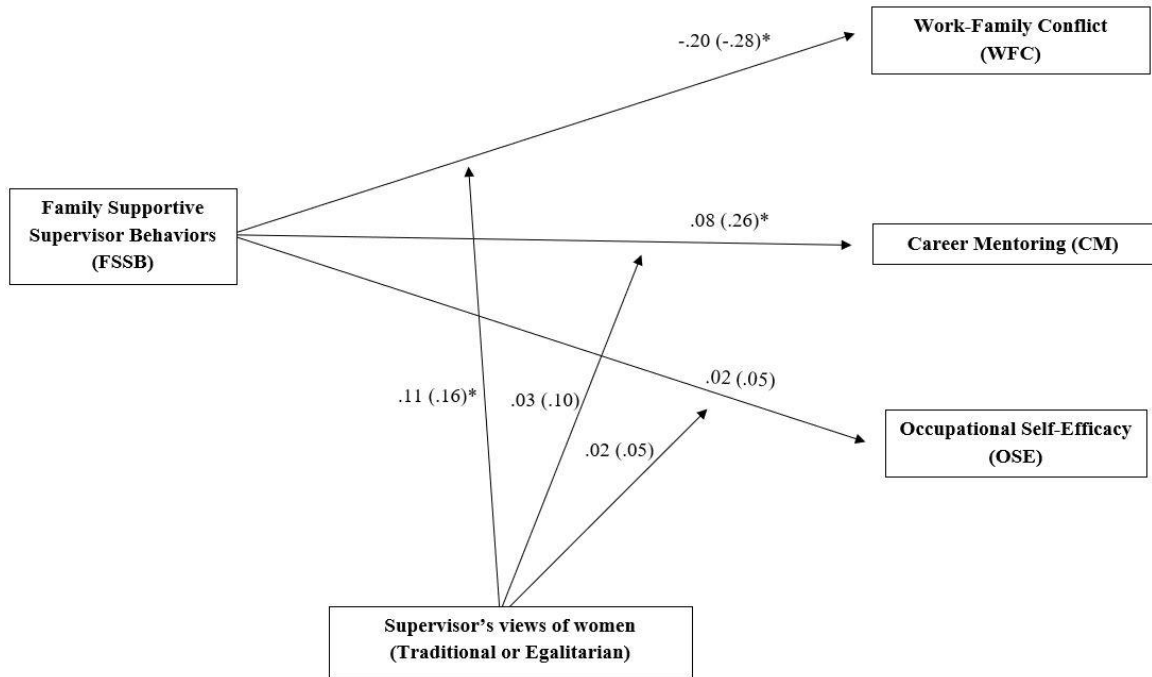 Work-Family Conflict
(WFC)
-.20 (-.28)*
Family Supportive
Supervisor Behaviors
(FSSB)
.08 (.26)*
Career Mentoring (CM)
.11 (.16)*
.03 (.10)
.02 (.05)
.02 (.05)
Occupational Self-Efficacy
(OSE)
Supervisor’s views of women
(Traditional or Egalitarian)